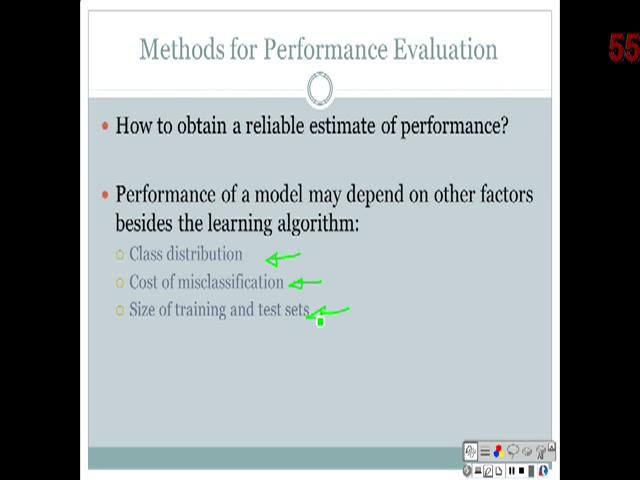 Methods for Performance Evaluation
55
• How to obtain a reliable estimate of performance?
• Performance of a model may depend on other factors
besides the learning algorithm:
Class distribution
Cost of misclassification
Size of training and test sets